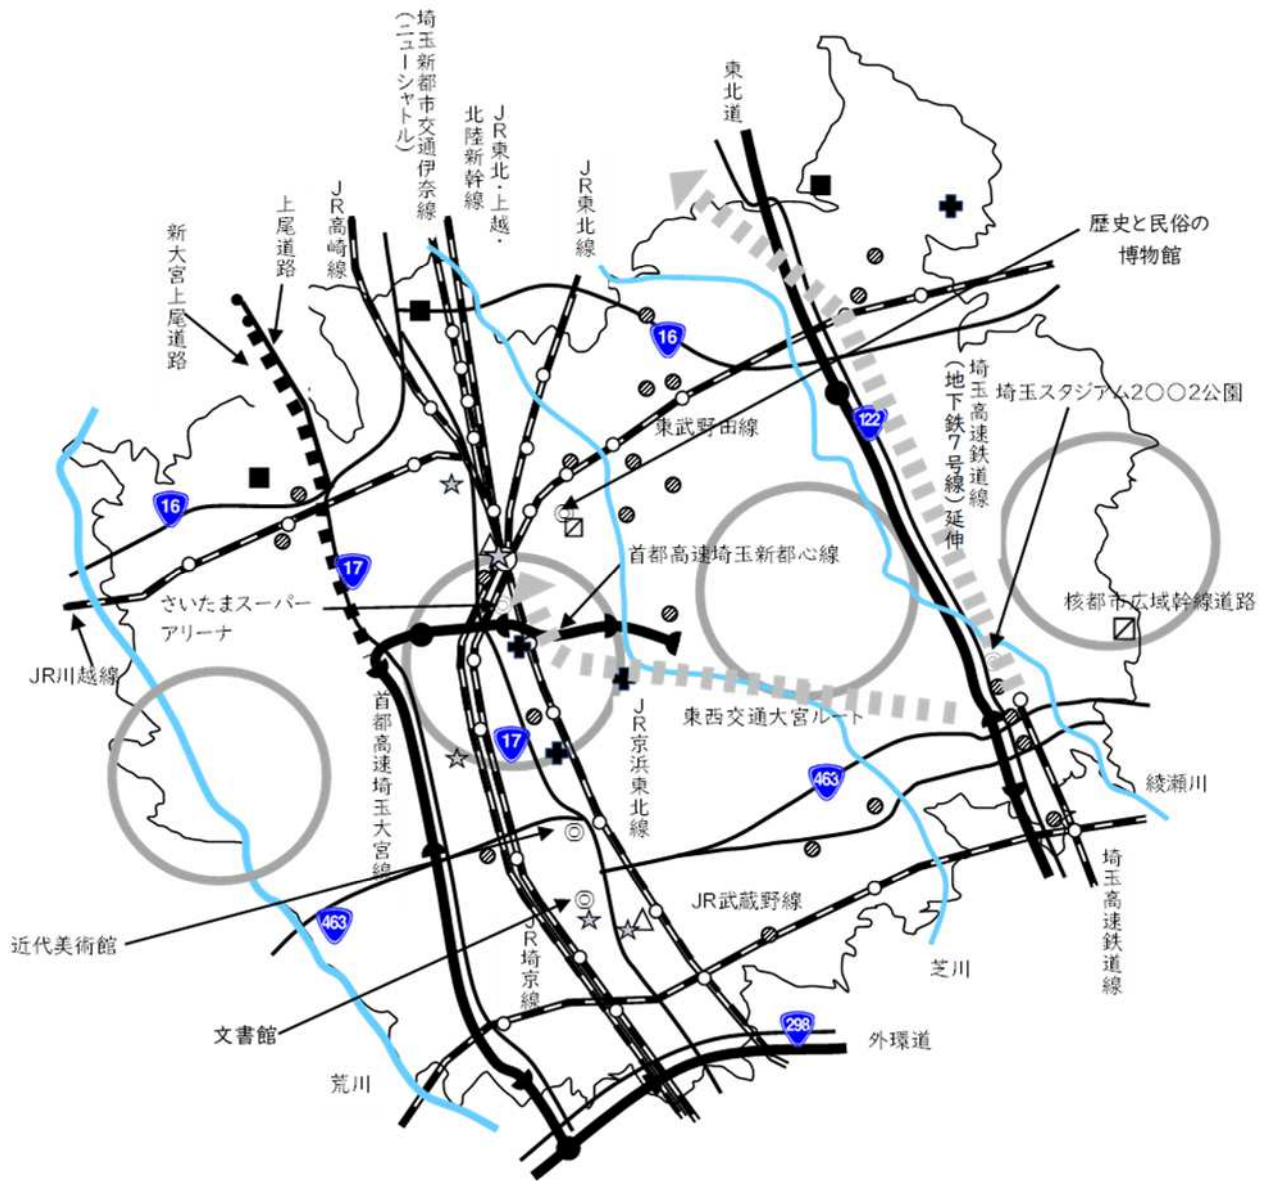 埼玉新都市交通伊奈線
（ニューシャトル）
JR東北・上越・
北陸新幹線
東北道
JR東北線
JR高崎線
上尾道路
新大宮上尾道路
歴史と民俗の
博物館
16
122
埼玉高速鉄道線
（地下鉄7号線）延伸
埼玉スタジアム2〇〇2公園
東武野田線
16
17
首都高速埼玉新都心線
さいたまスーパー
アリーナ
核都市広域幹線道路
JR川越線
首都高速埼玉大宮線
17
JR京浜東北線
東西交通大宮ルート
463
綾瀬川
埼玉高速鉄道線
JR武蔵野線
463
近代美術館
JR埼京線
芝川
文書館
298
外環道
荒川